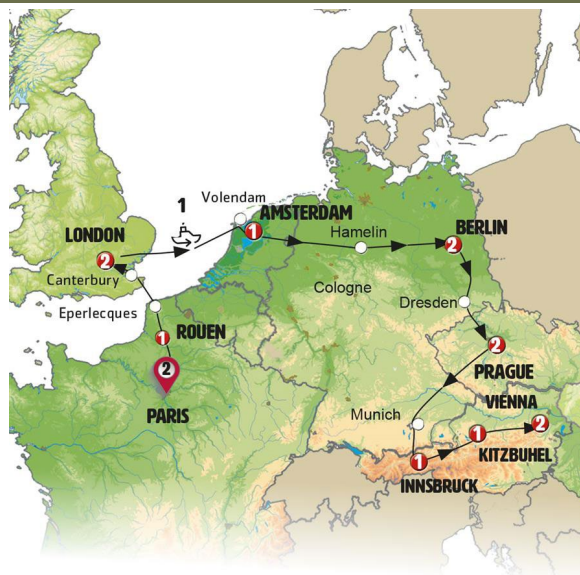 Volendam
1
AMSTERDAM
1
LONDON
2
Hamelin
BERLIN
2
Canterbury
Cologne
Eperlecques
Dresden
1
ROUEN
2
PARIS
2
PRAGUE
VIENNA
2
Munich
1
KITZBUHEL
1
INNSBRUCK